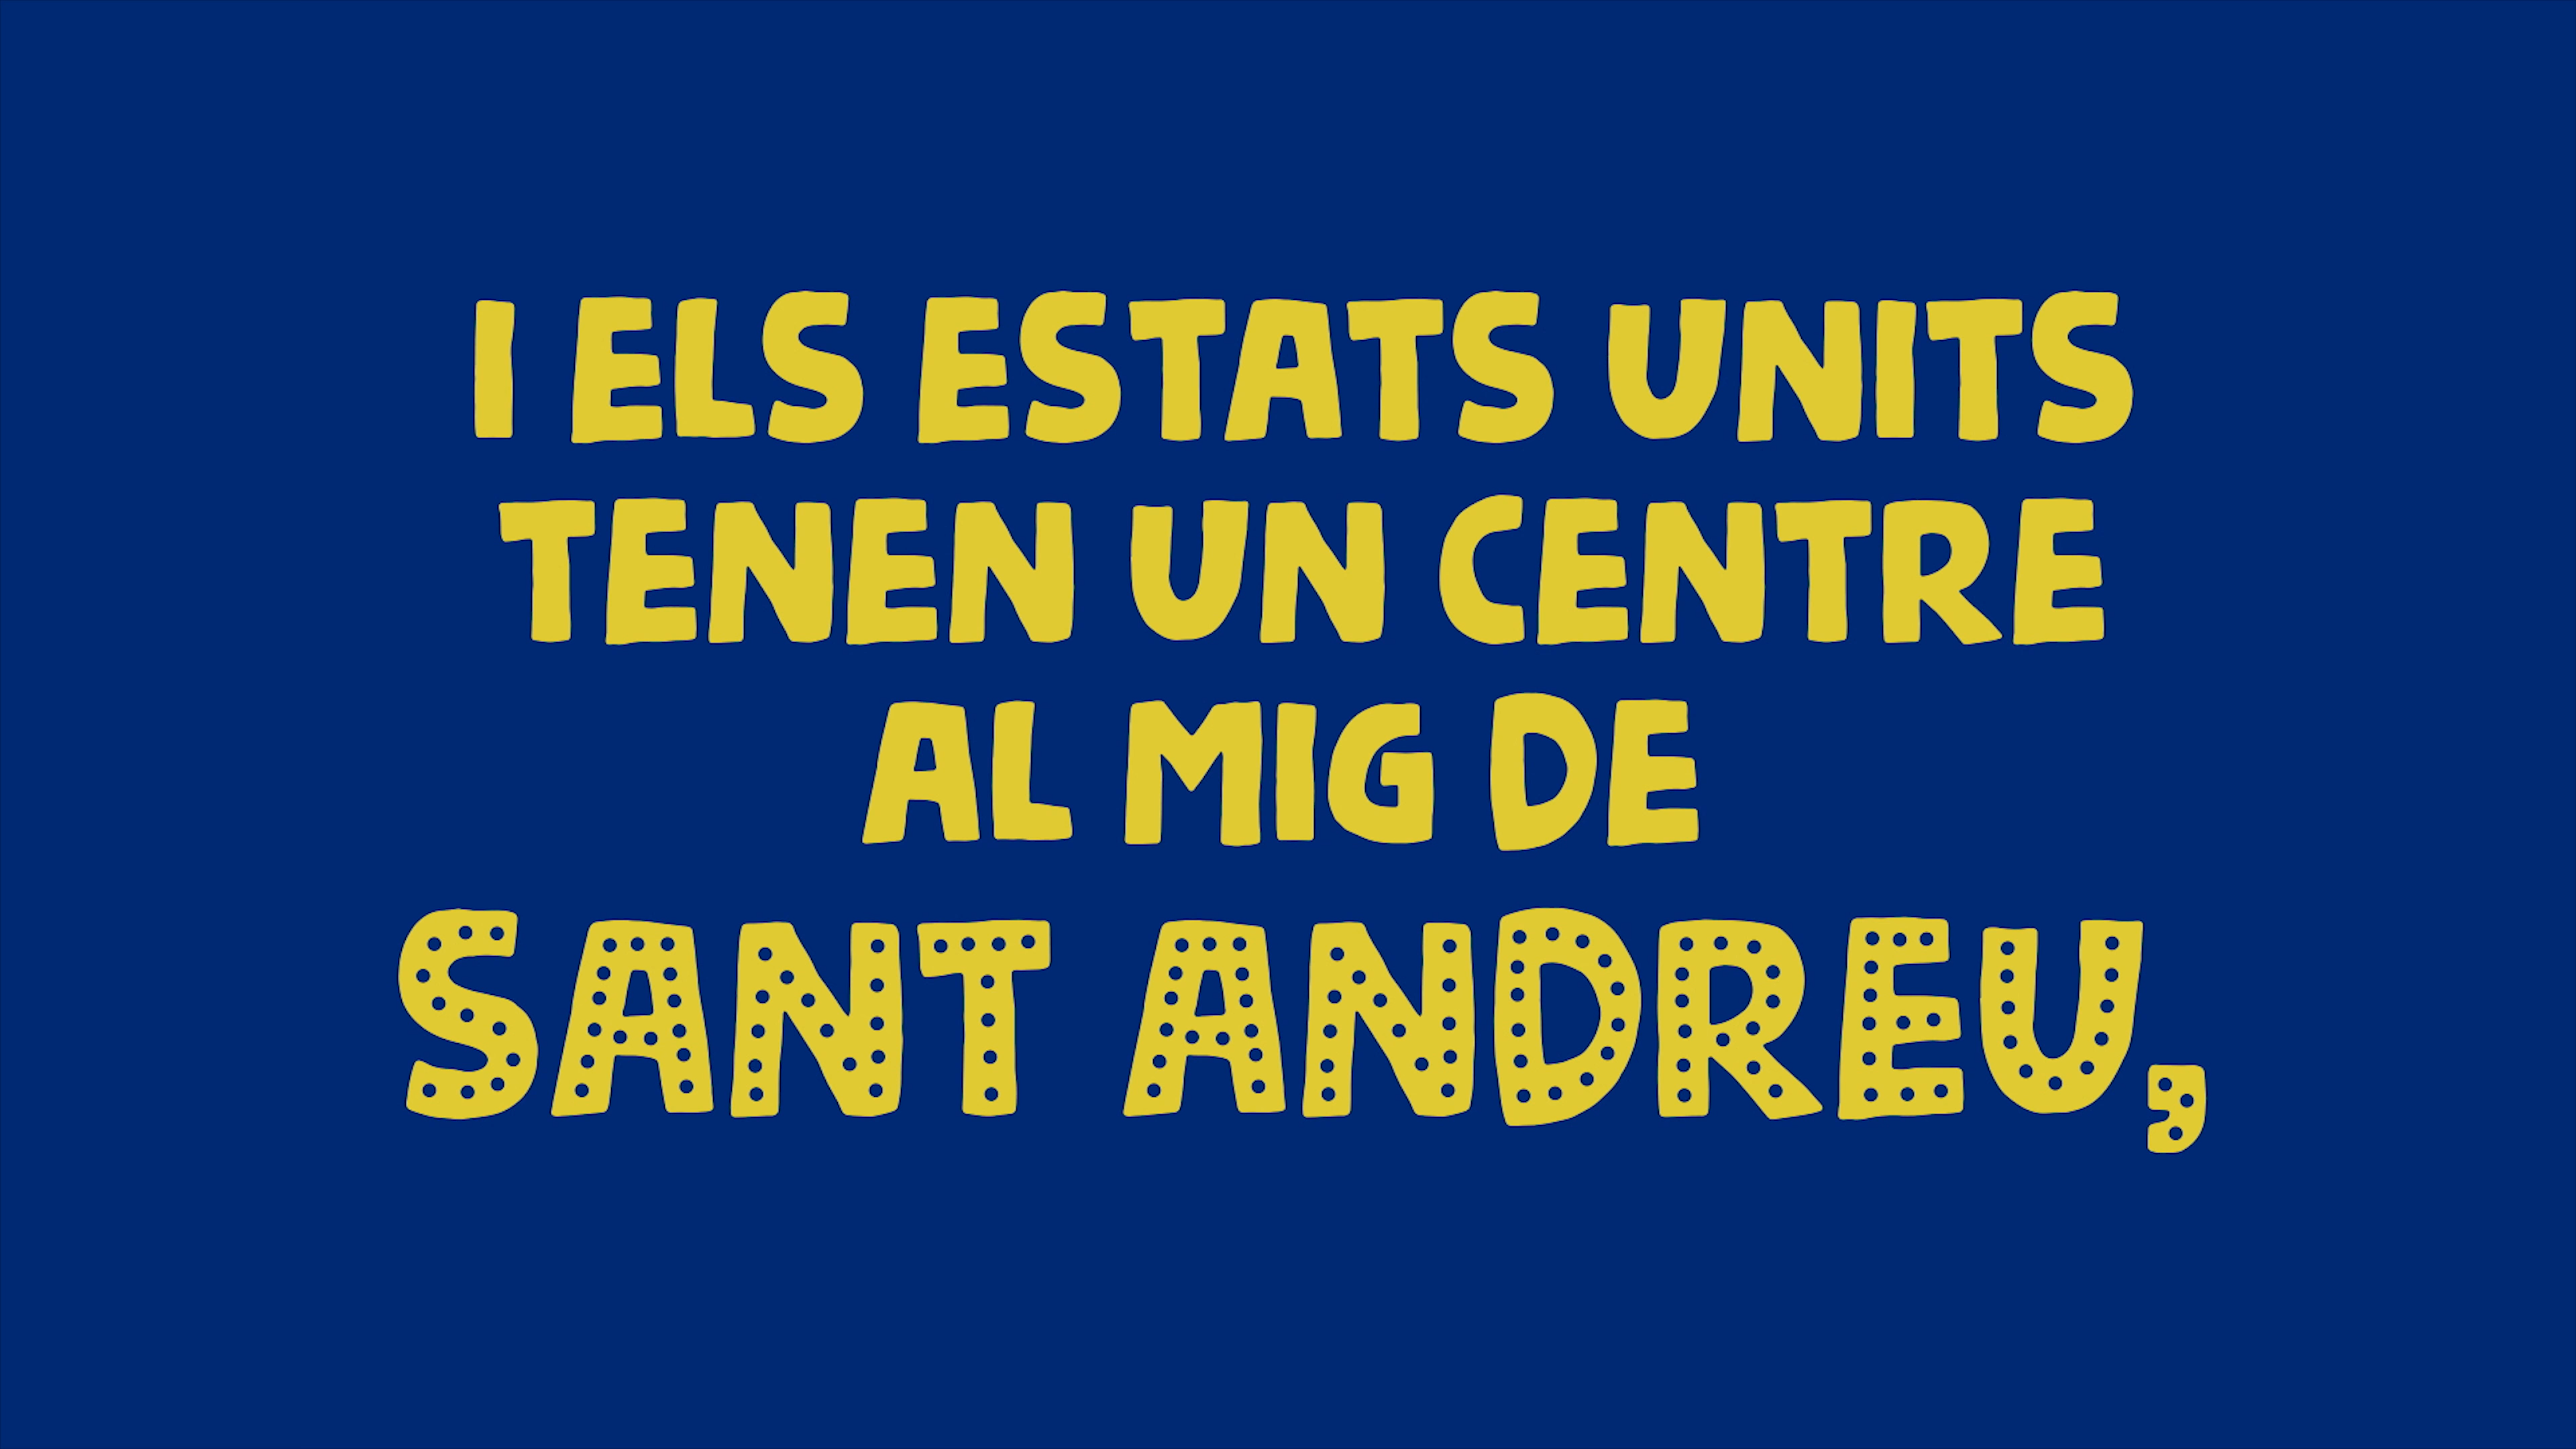 I ELS ESTATS UNITS
TENEN UN CENTRE
AL MIG DE
SANT ANDREU,